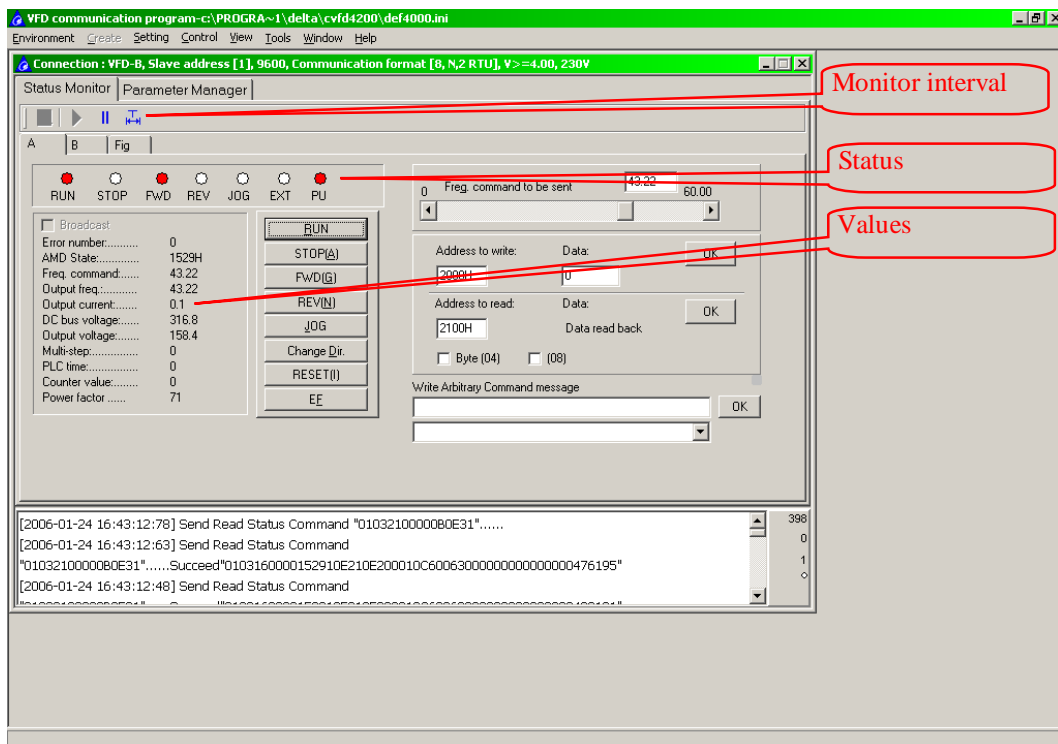 VFD communication program-c:\PROGRA~1\delta\cvfd4200\def4000.ini
Environment Create Setting Control View Tools Window Help
Connection : VFD-B, Slave address [1], 9600, Communication format [8, N,2 RTU], V>=4.00, 230V
Status Monitor Parameter Manager
Monitor interval
A B Fig
Status
RUN STOP FWD REV JOG EXT PU
0 Freq. command to be sent 43.22 60.00
Values
Broadcast
Error number:.......... 0
AMD State:............. 1529H
Freq. command:...... 43.22
Output freq.:........... 43.22
Output current:....... 0.1
DC bus voltage:...... 316.8
Output voltage:....... 158.4
Multi-step:............... 0
PLC time:................ 0
Counter value:........ 0
Power factor ...... 71
RUN
STOP(A)
FWD(G)
REV(N)
JOG
Change Dir.
RESET(I)
EF
Address to write: Data: OK
2000H 0
Address to read: Data: OK
2100H Data read back
Byte (04) (08)
Write Arbitrary Command message
OK
[2006-01-24 16:43:12:78] Send Read Status Command "01032100000B0E31"......
[2006-01-24 16:43:12:63] Send Read Status Command
"01032100000B0E31"......Succeed"0103160000152910E210E200010C60063000000000000000476195"
[2006-01-24 16:43:12:48] Send Read Status Command
398
0
1